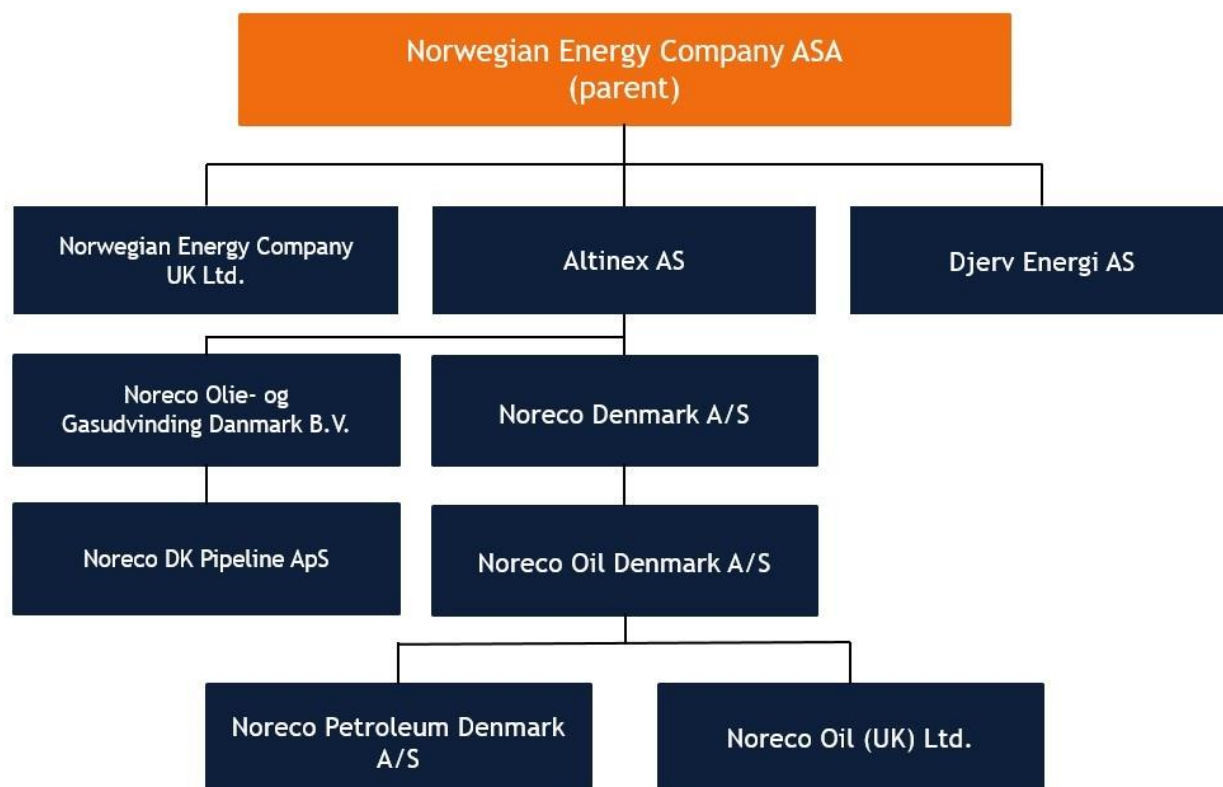 Norwegian Energy Company ASA
(parent)
Norwegian Energy Company
UK Ltd.
Altinex AS
Djerv Energi AS
Noreco Olie- og
Gasudvinding Danmark B.V.
Noreco Denmark A/S
Noreco DK Pipeline ApS
Noreco Oil Denmark A/S
Noreco Petroleum Denmark
A/S
Noreco Oil (UK) Ltd.